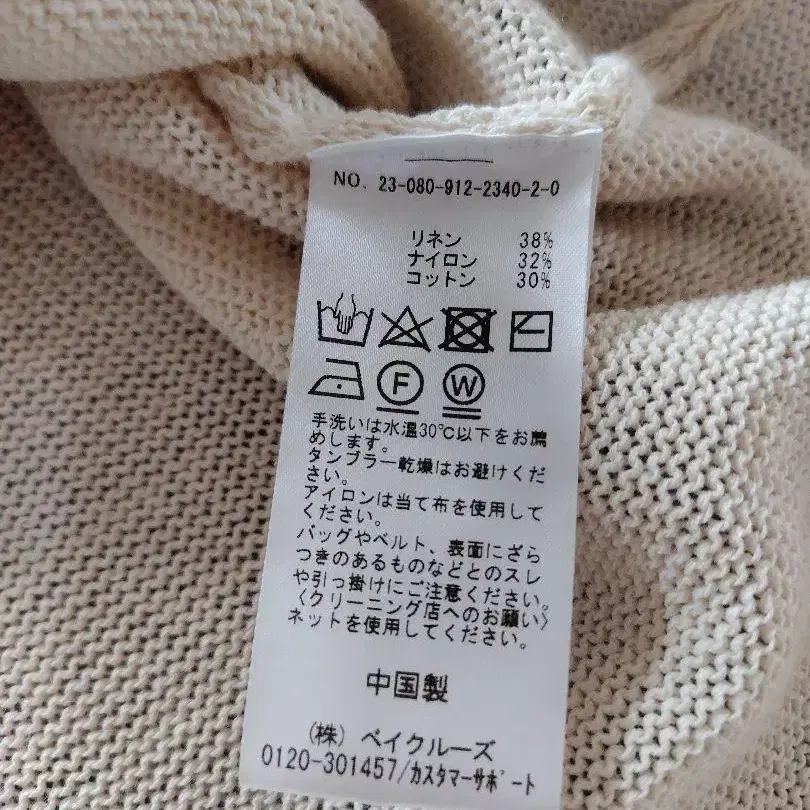 NO. 23-080-912-2340-2-0
リネン 38%
ナイロン 32%
コットン 30%
F W
手洗いは水温30℃以下をお薦
めします。
タンブラー乾燥はお避けくだ
さい。
アイロンは当て布を使用して
ください。
バッグやベルト、表面にざら
つきのあるものなどとのスレ
や引っ掛けにご注意ください。
〈クリーニング店へのお願い〉
ネットを使用してください。
中国製
(株) ベイクルーズ
0120-301457/ｶｽﾀﾏｰｻﾎﾟｰﾄ